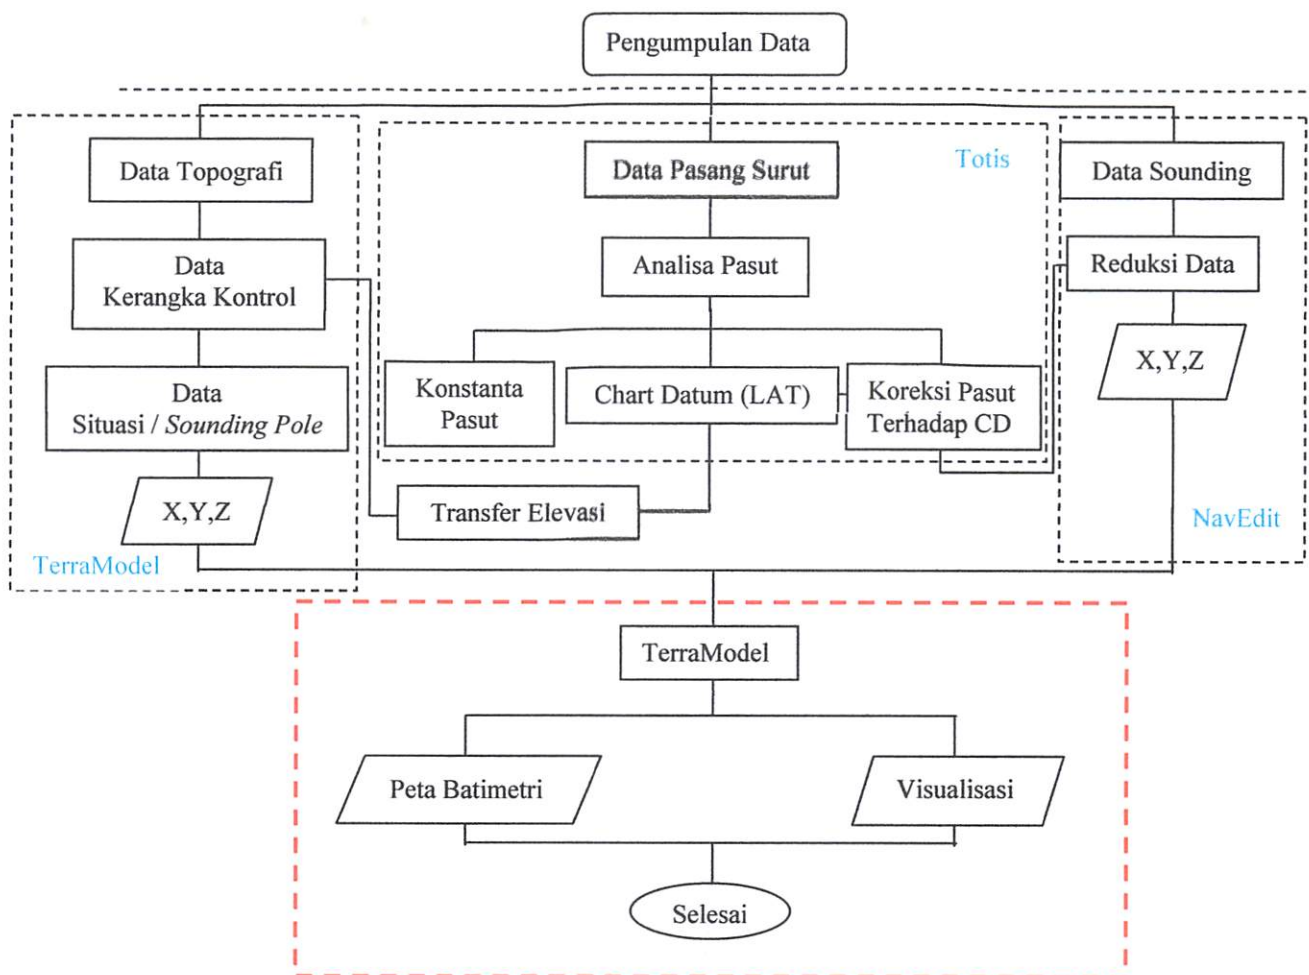 Pengumpulan Data
Data Topografi
Data
Kerangka Kontrol
Data
Situasi / Sounding Pole
X,Y,Z
TerraModel
Totis
Data Pasang Surut
Analisa Pasut
Konstanta
Pasut
Chart Datum (LAT)
Koreksi Pasut
Terhadap CD
Transfer Elevasi
Data Sounding
Reduksi Data
X,Y,Z
NavEdit
TerraModel
Peta Batimetri
Visualisasi
Selesai